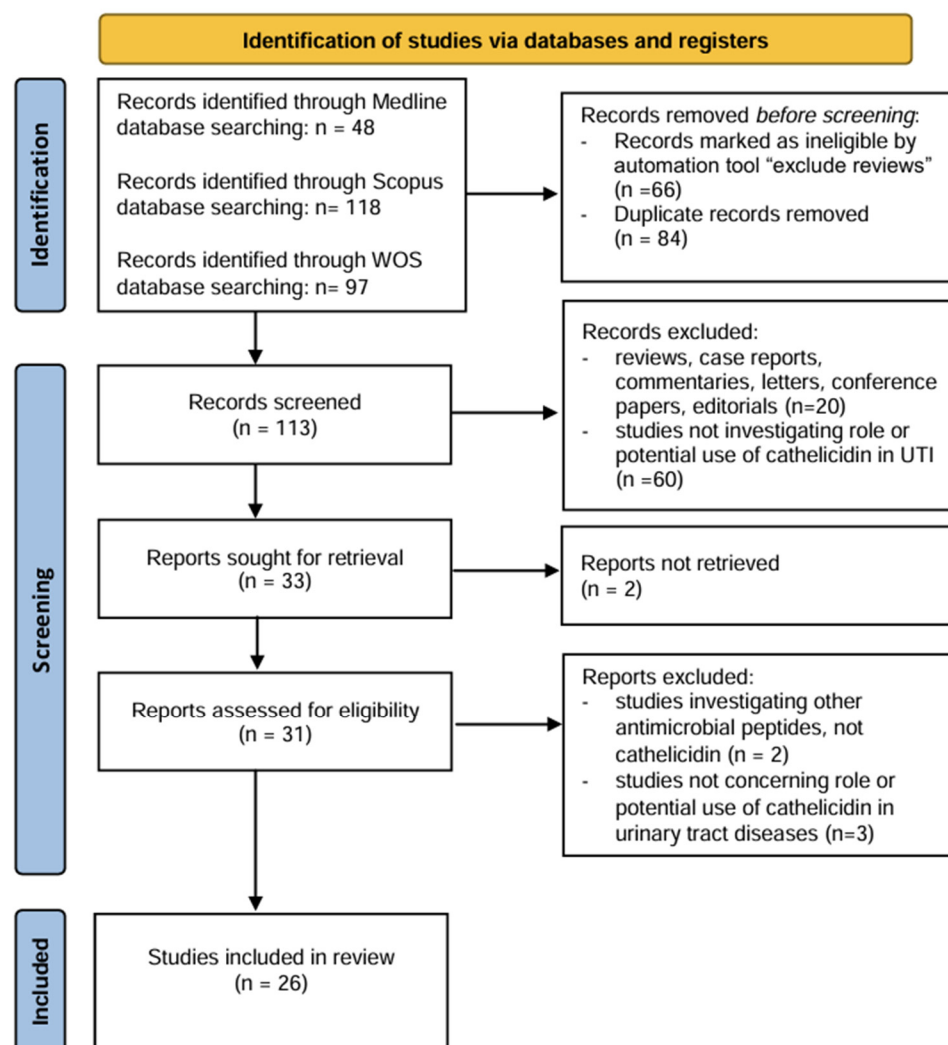 Identification of studies via databases and registers
Identification
Records identified through Medline
database searching: n = 48
Records identified through Scopus
database searching: n= 118
Records identified through WOS
database searching: n= 97
Records removed before screening:
- Records marked as ineligible by
automation tool “exclude reviews”
(n =66)
- Duplicate records removed
(n = 84)
Screening
Records screened
(n = 113)
Records excluded:
- reviews, case reports,
commentaries, letters, conference
papers, editorials (n=20)
- studies not investigating role or
potential use of cathelicidin in UTI
(n =60)
Reports sought for retrieval
(n = 33)
Reports not retrieved
(n = 2)
Reports assessed for eligibility
(n = 31)
Reports excluded:
- studies investigating other
antimicrobial peptides, not
cathelicidin (n = 2)
- studies not concerning role or
potential use of cathelicidin in
urinary tract diseases (n=3)
Included
Studies included in review
(n = 26)